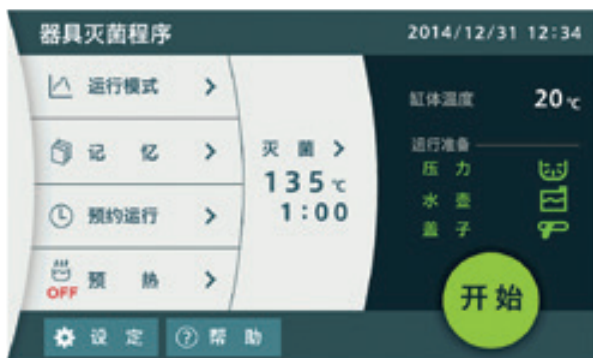 器具灭菌程序
2014/12/31 12:34
运行模式
记 忆
预约运行
OFF 预 热
灭 菌
135℃
1:00
缸体温度 20℃
运行准备
压 力
水 壶
盖 子
开始
设 定
帮 助